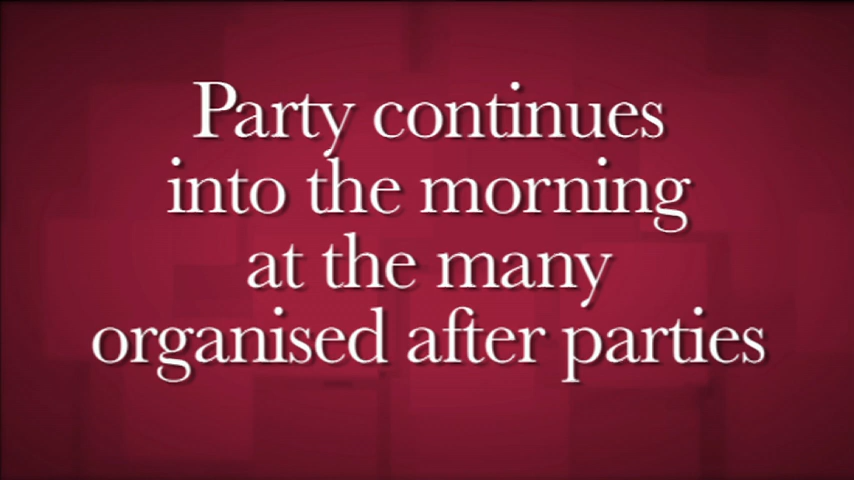 Party continues
into the morning
at the many
organised after parties